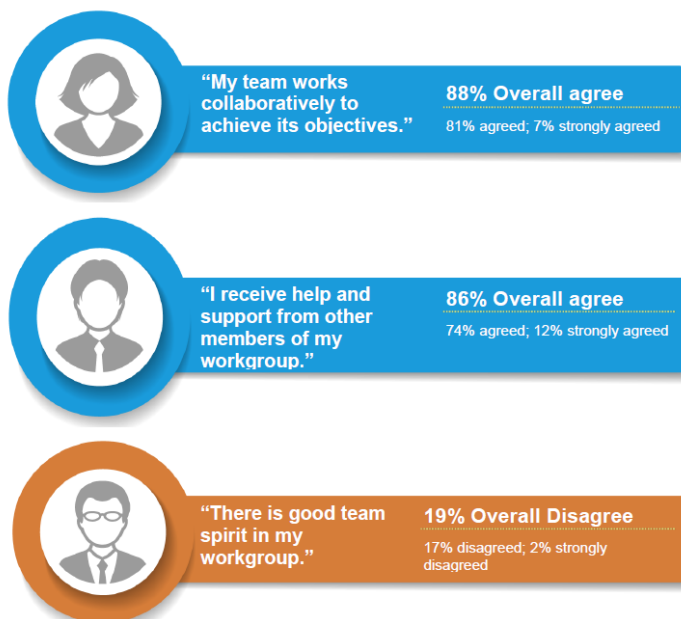 “My team works
collaboratively to
achieve its objectives.”
88% Overall agree
81% agreed; 7% strongly agreed
“I receive help and
support from other
members of my
workgroup.”
86% Overall agree
74% agreed; 12% strongly agreed
“There is good team
spirit in my
workgroup.”
19% Overall Disagree
17% disagreed; 2% strongly
disagreed